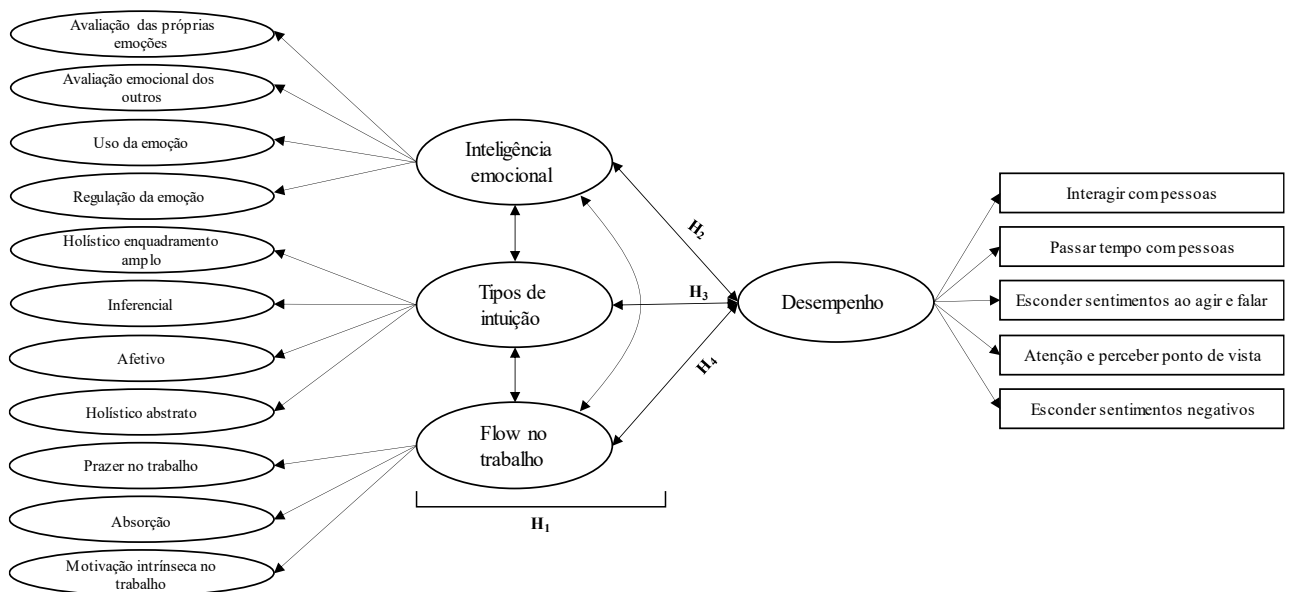 Avaliação das próprias
emoções
Avaliação emocional dos
outros
Uso da emoção
Regulação da emoção
Holístico enquadramento
amplo
Inferencial
Afetivo
Holístico abstrato
Prazer no trabalho
Absorção
Motivação intrínseca no
trabalho
Inteligência
emocional
Tipos de
intuição
Flow no
trabalho
H1
H2
H3
H4
Desempenho
Interagir com pessoas
Passar tempo com pessoas
Esconder sentimentos ao agir e falar
Atenção e perceber ponto de vista
Esconder sentimentos negativos